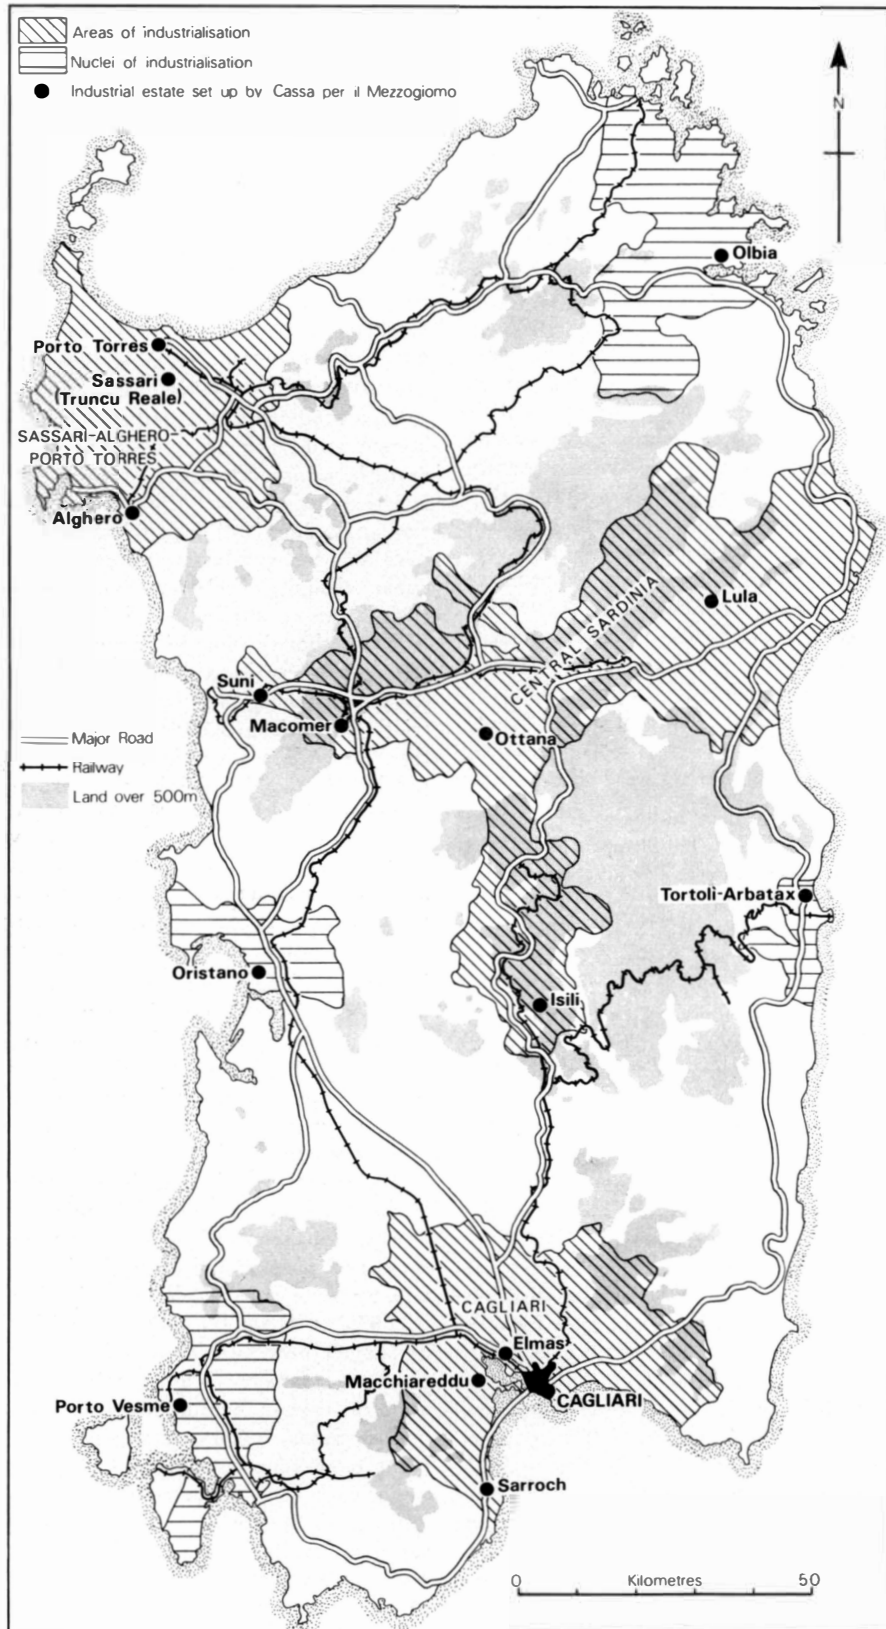 Areas of industrialisation
Nuclei of industrialisation
Industrial estate set up by Cassa per il Mezzogiorno
N
Olbia
Porto Torres
Sassari
(Truncu Reale)
SASSARI-ALGHERO-
PORTO TORRES
Alghero
Lula
CENTRAL SARDINIA
Suni
Macomer
Ottana
Major Road
Railway
Land over 500m
Tortoli-Arbatax
Oristano
Isili
CAGLIARI
Elmas
Macchiareddu
CAGLIARI
Porto Vesme
Sarroch
0 Kilometres 50